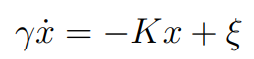 γẋ = −Kx + ξ